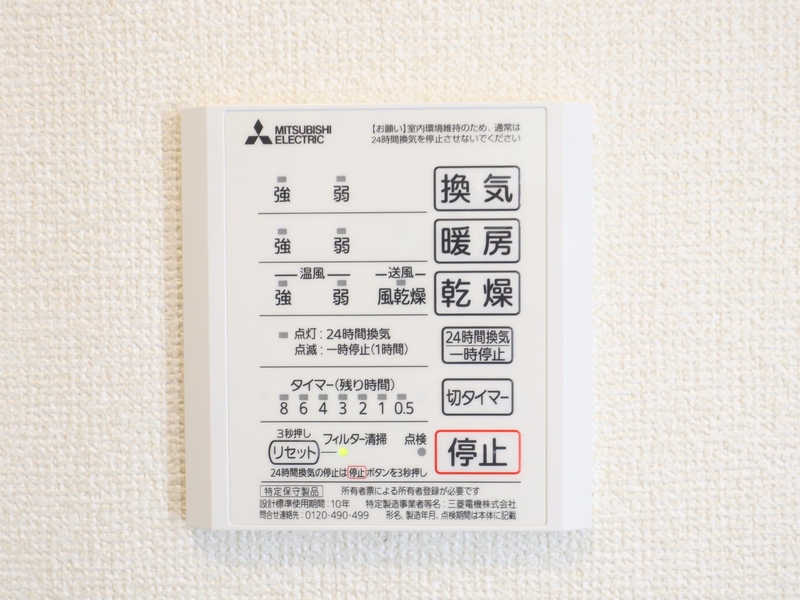 MITSUBISHI
ELECTRIC
【お願い】室内環境維持のため、通常は
24時間換気を停止させないでください
強 弱 換気
強 弱 暖房
温風 送風
強 弱 風乾燥 乾燥
点灯:24時間換気
点滅:一時停止(1時間)
24時間換気
一時停止
タイマー(残り時間)
8 6 4 3 2 1 0.5
切タイマー
3秒押し
リセット フィルター清掃 点検
停止
24時間換気の停止は停止ボタンを3秒押し
特定保守製品 所有者票による所有者登録が必要です
設計標準使用期間:10年 特定製造事業者等名:三菱電機株式会社
問合せ連絡先:0120-490-499 形名、製造年月、点検期間は本体に記載